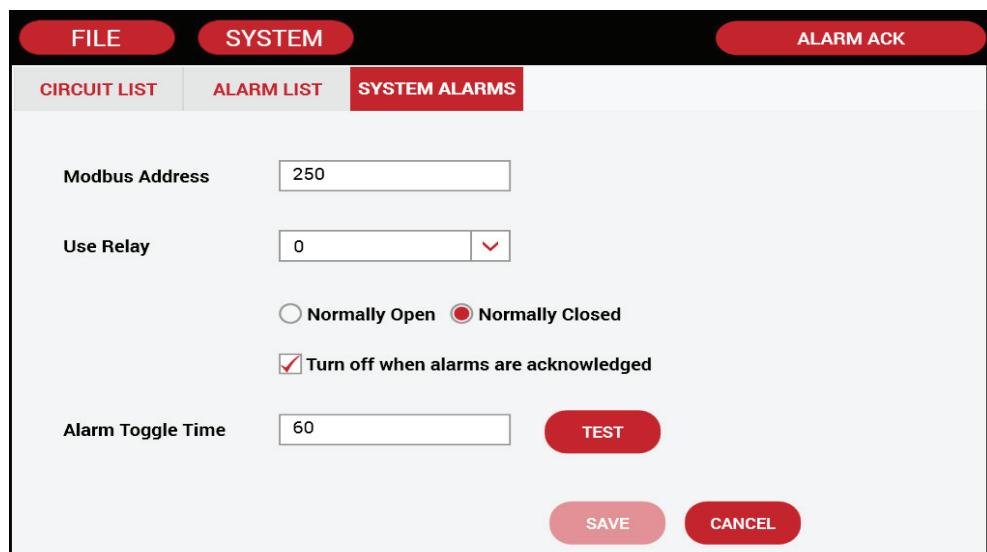 FILE SYSTEM ALARM ACK
CIRCUIT LIST ALARM LIST SYSTEM ALARMS
Modbus Address 250
Use Relay 0
Normally Open Normally Closed
Turn off when alarms are acknowledged
Alarm Toggle Time 60 TEST
SAVE CANCEL